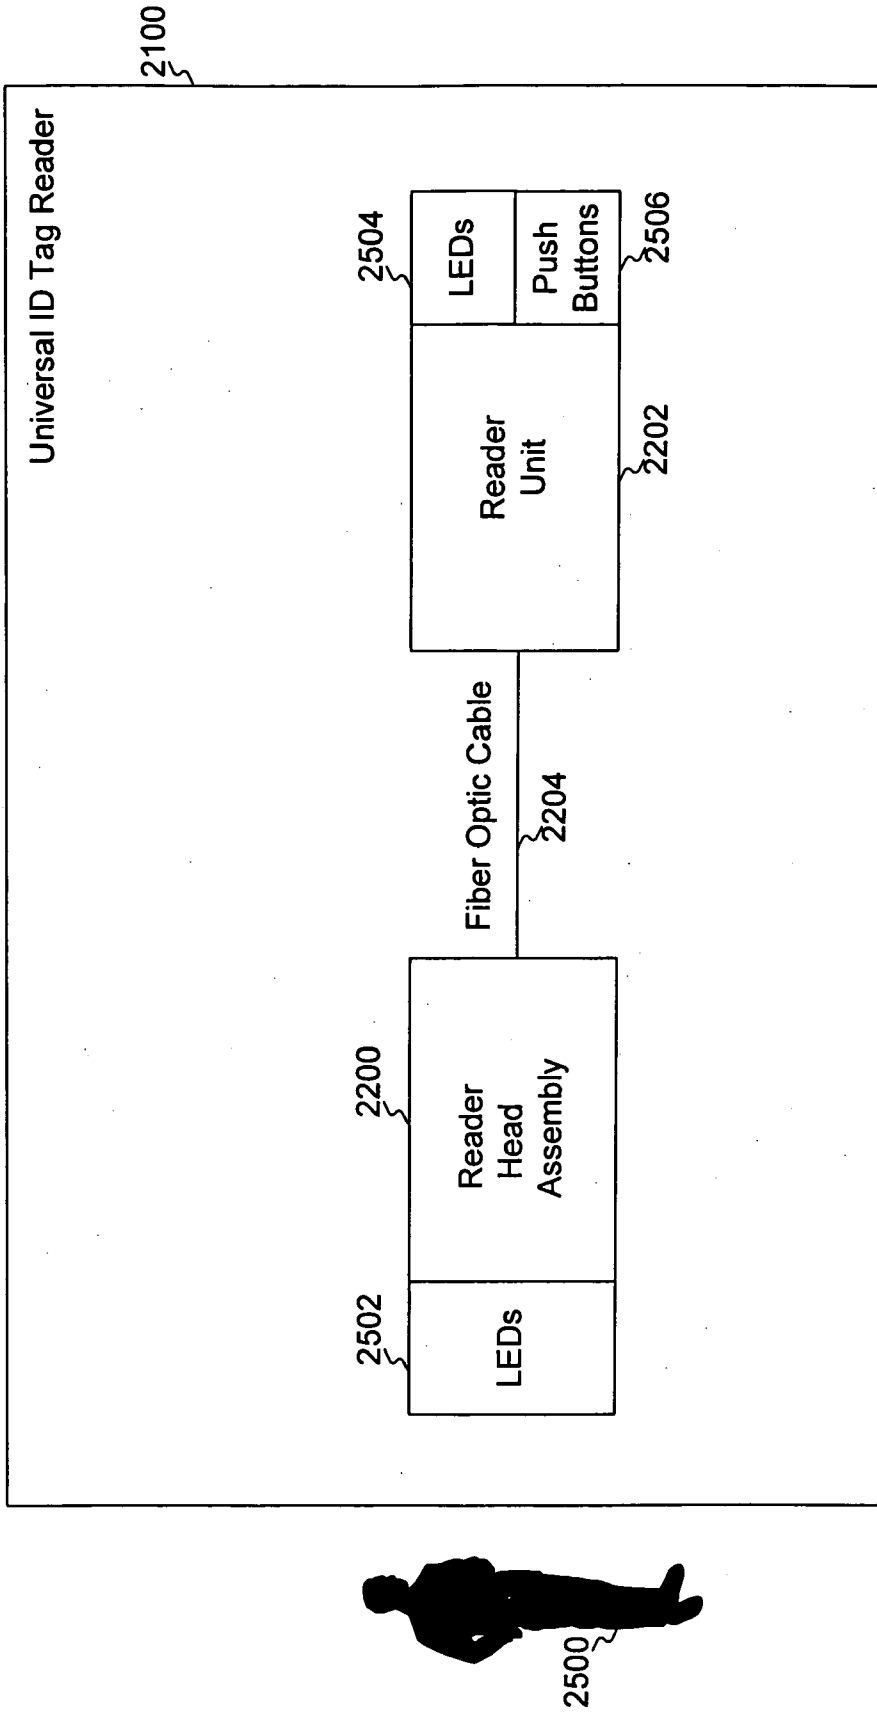 Universal ID Tag Reader
2100
2502
2200
2504
LEDs
Reader
Head
Assembly
Fiber Optic Cable
2204
Reader
Unit
LEDs
Push
Buttons
2202
2506
2500